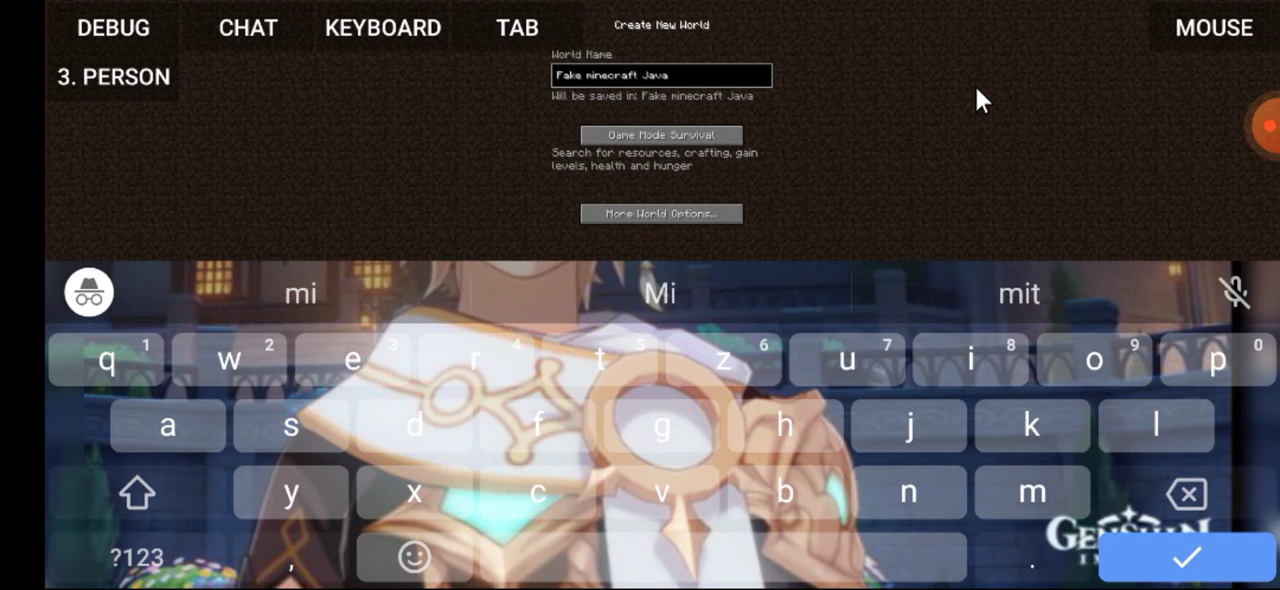 DEBUG CHAT KEYBOARD TAB MOUSE
3. PERSON
Create New World
World Name
Fake minecraft Java
Will be saved in: Fake minecraft Java
Game Mode Survival
Search for resources, crafting, gain
levels, health and hunger
More World Options...
mi Mi mit
q 1 w 2 e 3 r 4 t 5 z 6 u 7 i 8 o 9 p 0
a s d f g h j k l
y x c v b n m
GENSHIN
?123 , .